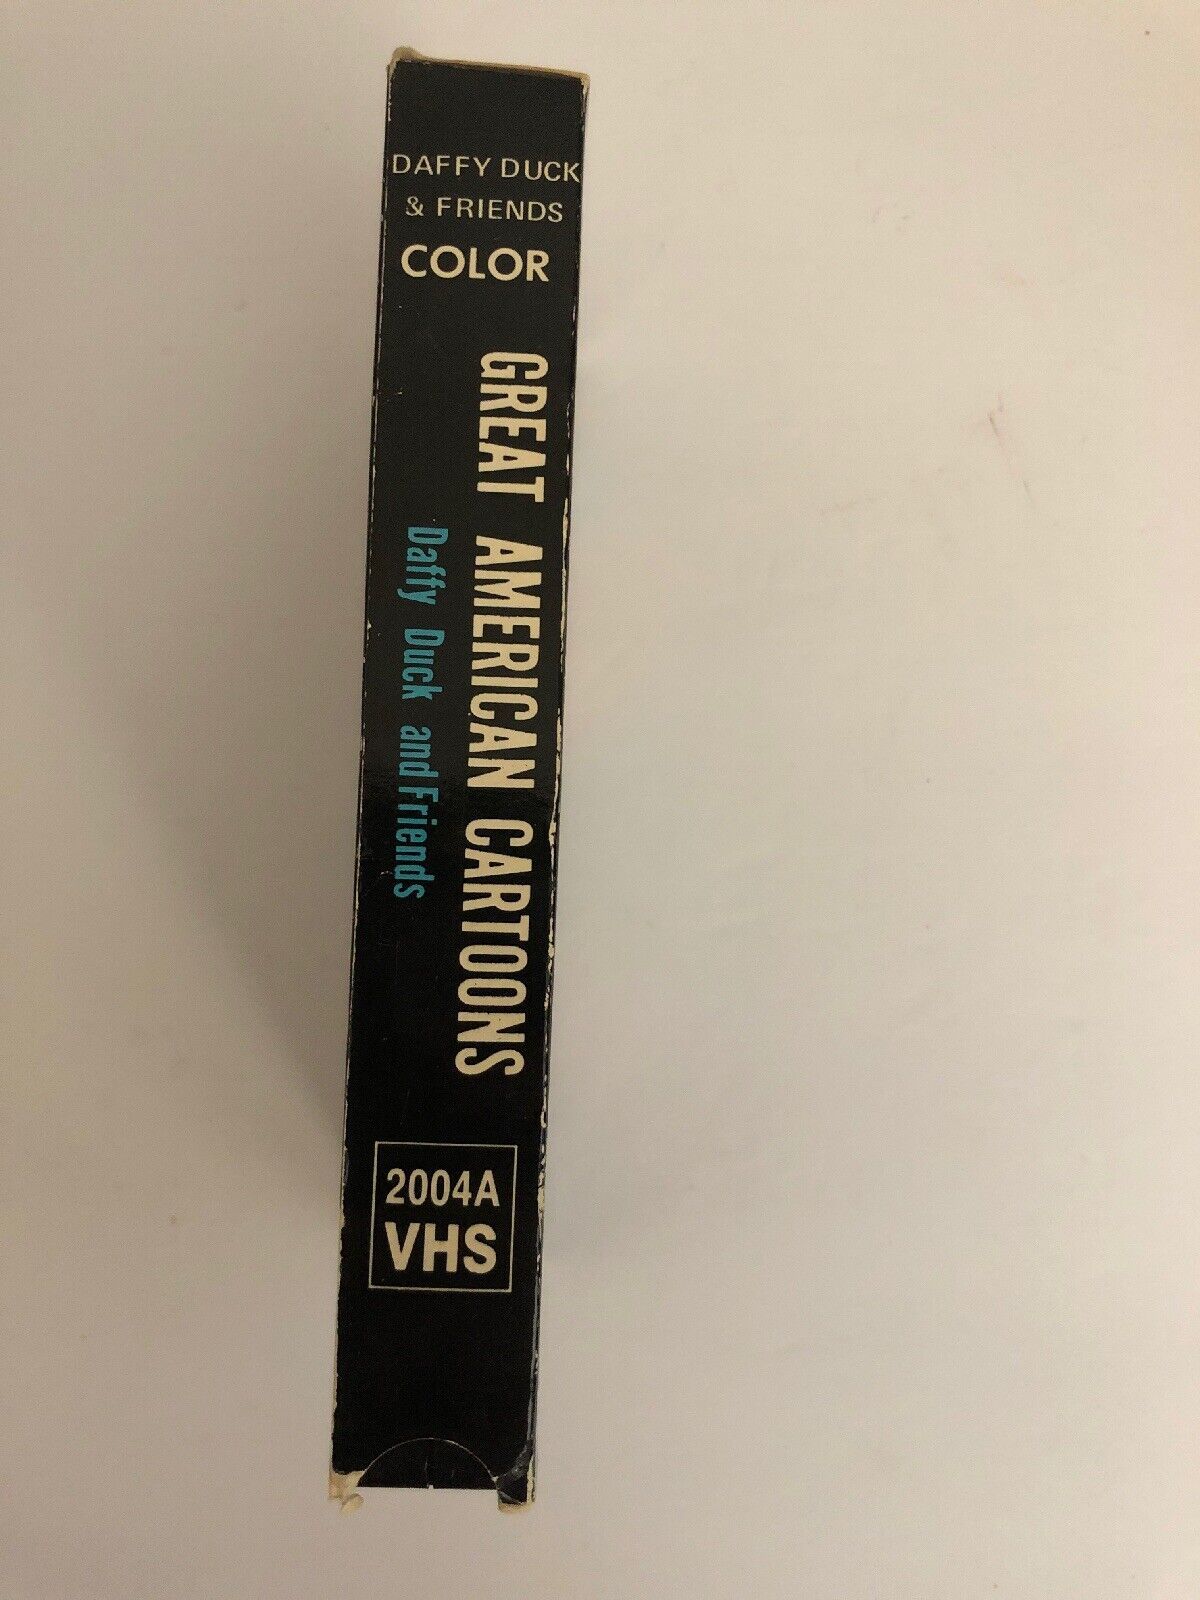 DAFFY DUCK
& FRIENDS
COLOR
GREAT AMERICAN CARTOONS
Daffy Duck and Friends
2004A
VHS